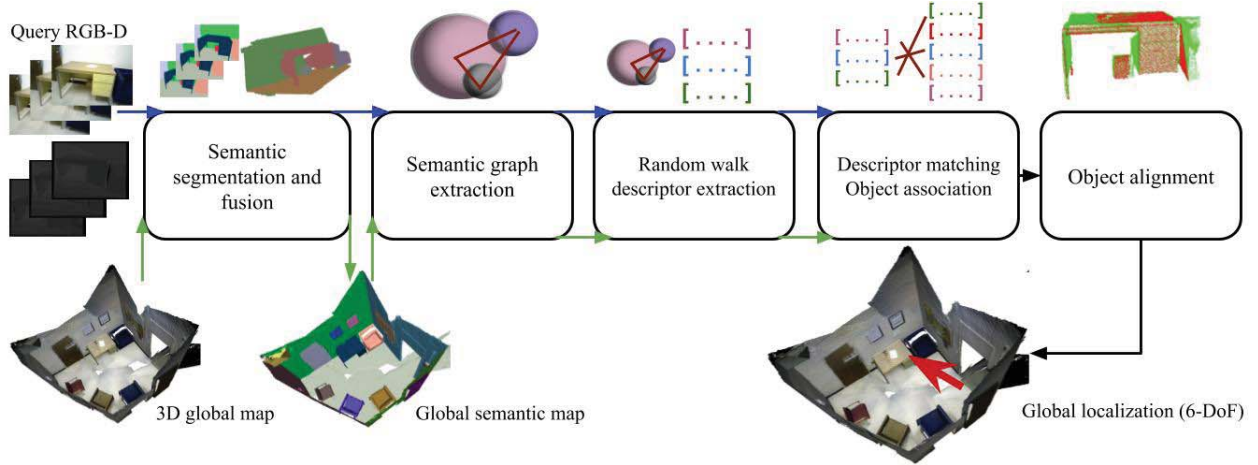 Query RGB-D
[ . . . . ]
[ . . . . ]
[ . . . . ]
[ . . . . ]
[ . . . . ]
[ . . . . ]
[ . . . . ]
[ . . . . ]
[ . . . . ]
[ . . . . ]
[ . . . . ]
Semantic
segmentation and
fusion
Semantic graph
extraction
Random walk
descriptor extraction
Descriptor matching
Object association
Object alignment
3D global map
Global semantic map
Global localization (6-DoF)